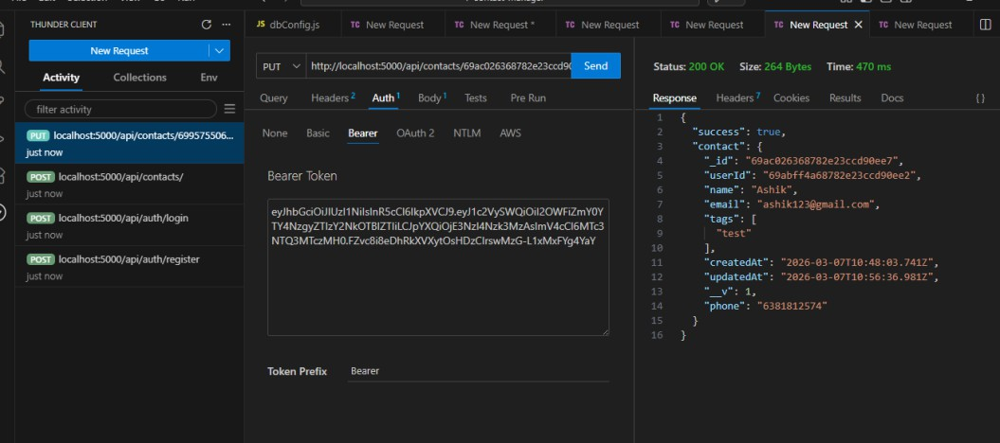 THUNDER CLIENT
New Request
Activity
Collections
Env
filter activity
PUT localhost:5000/api/contacts/699575506...
just now
POST localhost:5000/api/contacts/
just now
POST localhost:5000/api/auth/login
just now
POST localhost:5000/api/auth/register
just now
JS dbConfig.js
TC New Request
TC New Request *
TC New Request
TC New Request
TC New Request
TC New Request
PUT
http://localhost:5000/api/contacts/69ac026368782e23ccd90
Send
Query
Headers 2
Auth 1
Body 1
Tests
Pre Run
None
Basic
Bearer
OAuth 2
NTLM
AWS
Bearer Token
Token Prefix
Bearer
Status: 200 OK
Size: 264 Bytes
Time: 470 ms
Response
Headers 7
Cookies
Results
Docs
{}
1 {
2 "success": true,
3 "contact": {
4 "_id": "69ac026368782e23ccd90ee7",
5 "userId": "69abff4a68782e23ccd90ee2",
6 "name": "Ashik",
7 "email": "ashik123@gmail.com",
8 "tags": [
9 "test"
10 ],
11 "createdAt": "2026-03-07T10:48:03.741Z",
12 "updatedAt": "2026-03-07T10:56:36.981Z",
13 "__v": 1,
14 "phone": "6381812574"
15 }
16 }